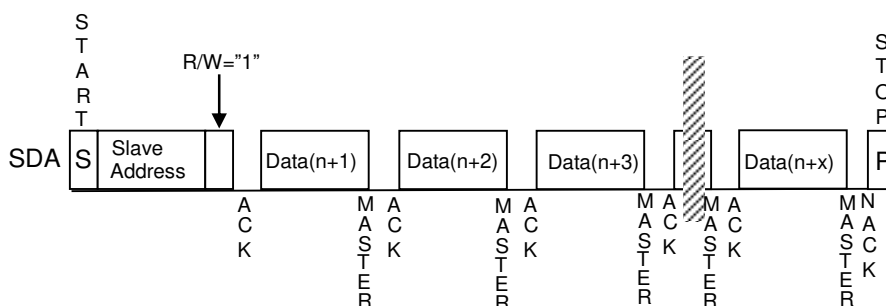 START
STOP
R/W="1"
SDA
S
Slave
Address
Data(n+1)
Data(n+2)
Data(n+3)
Data(n+x)
ACK
MASTER
ACK
MASTER
ACK
MASTER
ACK
MASTER
ACK
MASTER
NACK